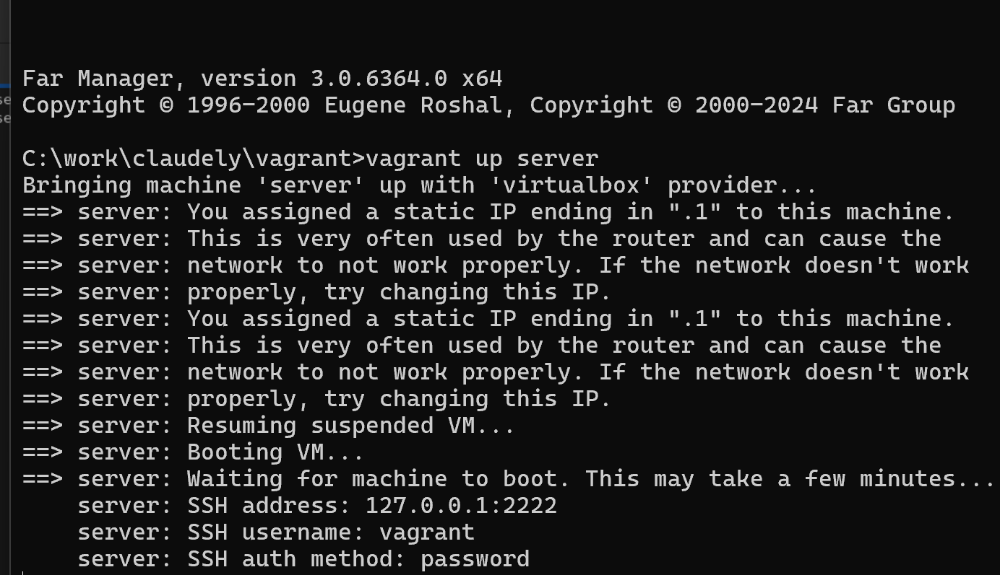 Far Manager, version 3.0.6364.0 x64
Copyright © 1996-2000 Eugene Roshal, Copyright © 2000-2024 Far Group
C:\work\claudely\vagrant>vagrant up server
Bringing machine 'server' up with 'virtualbox' provider...
==> server: You assigned a static IP ending in ".1" to this machine.
==> server: This is very often used by the router and can cause the
==> server: network to not work properly. If the network doesn't work
==> server: properly, try changing this IP.
==> server: You assigned a static IP ending in ".1" to this machine.
==> server: This is very often used by the router and can cause the
==> server: network to not work properly. If the network doesn't work
==> server: properly, try changing this IP.
==> server: Resuming suspended VM...
==> server: Booting VM...
==> server: Waiting for machine to boot. This may take a few minutes...
    server: SSH address: 127.0.0.1:2222
    server: SSH username: vagrant
    server: SSH auth method: password